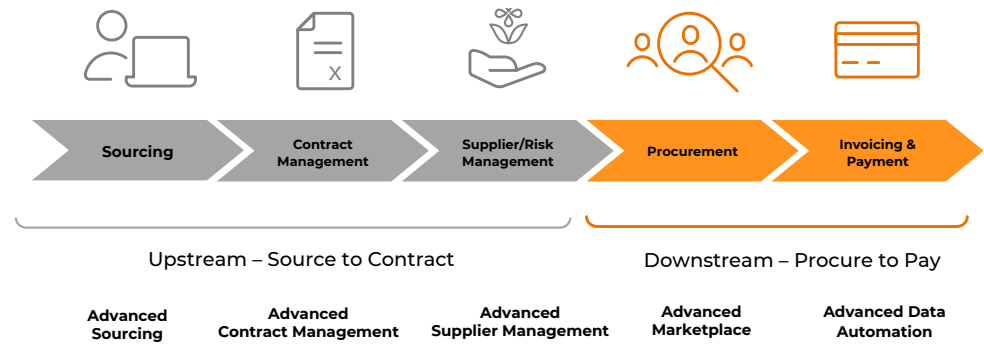 X
Sourcing
Contract
Management
Supplier/Risk
Management
Procurement
Invoicing &
Payment
Upstream – Source to Contract
Downstream – Procure to Pay
Advanced
Sourcing
Advanced
Contract Management
Advanced
Supplier Management
Advanced
Marketplace
Advanced Data
Automation